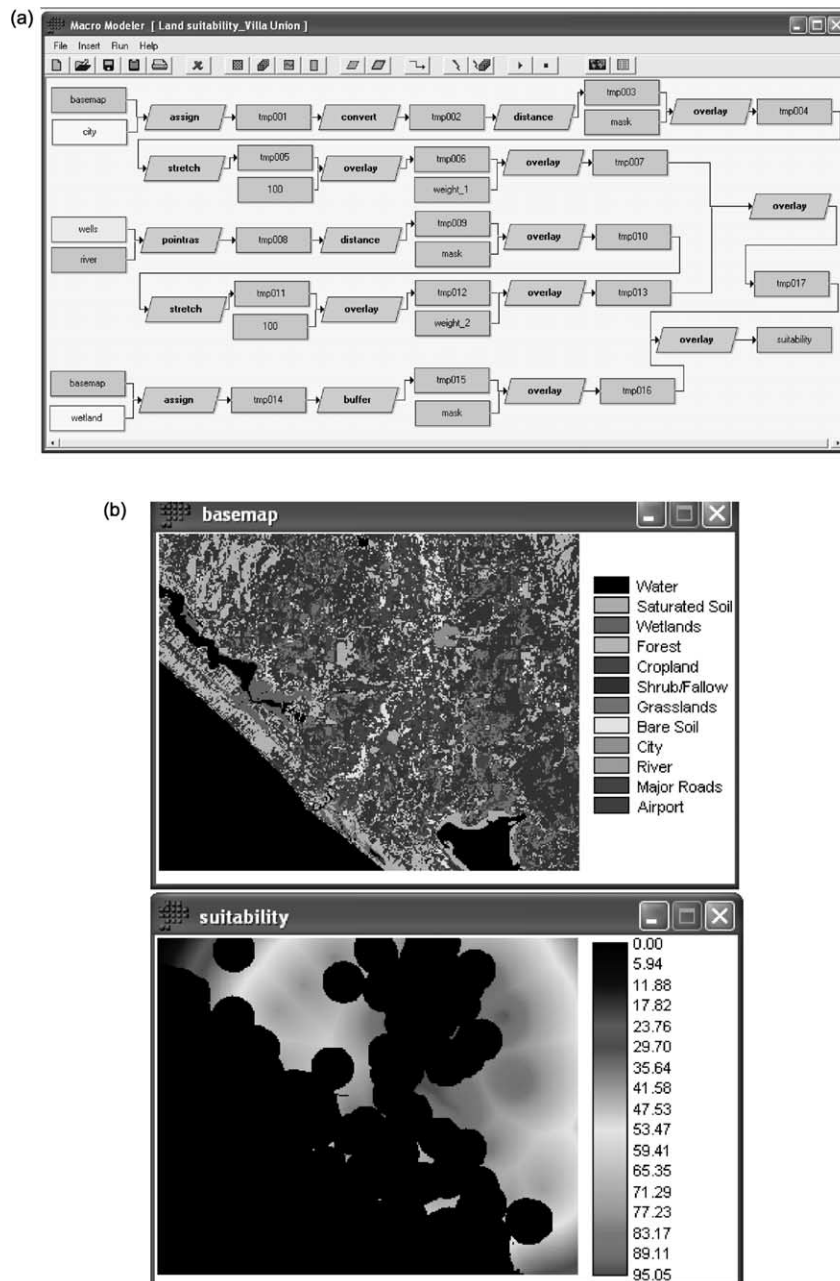 (a)
Macro Modeler [ Land suitability_Villa Union ]
File Insert Run Help
basemap
city
assign
tmp001
convert
tmp002
distance
tmp003
mask
overlay
tmp004
stretch
tmp005
100
overlay
tmp006
weight_1
overlay
tmp007
overlay
wells
river
pointras
tmp008
distance
tmp009
mask
overlay
tmp010
tmp017
stretch
tmp011
100
overlay
tmp012
weight_2
overlay
tmp013
overlay
suitability
basemap
wetland
assign
tmp014
buffer
tmp015
mask
overlay
tmp016
(b)
basemap
Water
Saturated Soil
Wetlands
Forest
Cropland
Shrub/Fallow
Grasslands
Bare Soil
City
River
Major Roads
Airport
suitability
0.00
5.94
11.88
17.82
23.76
29.70
35.64
41.58
47.53
53.47
59.41
65.35
71.29
77.23
83.17
89.11
95.05